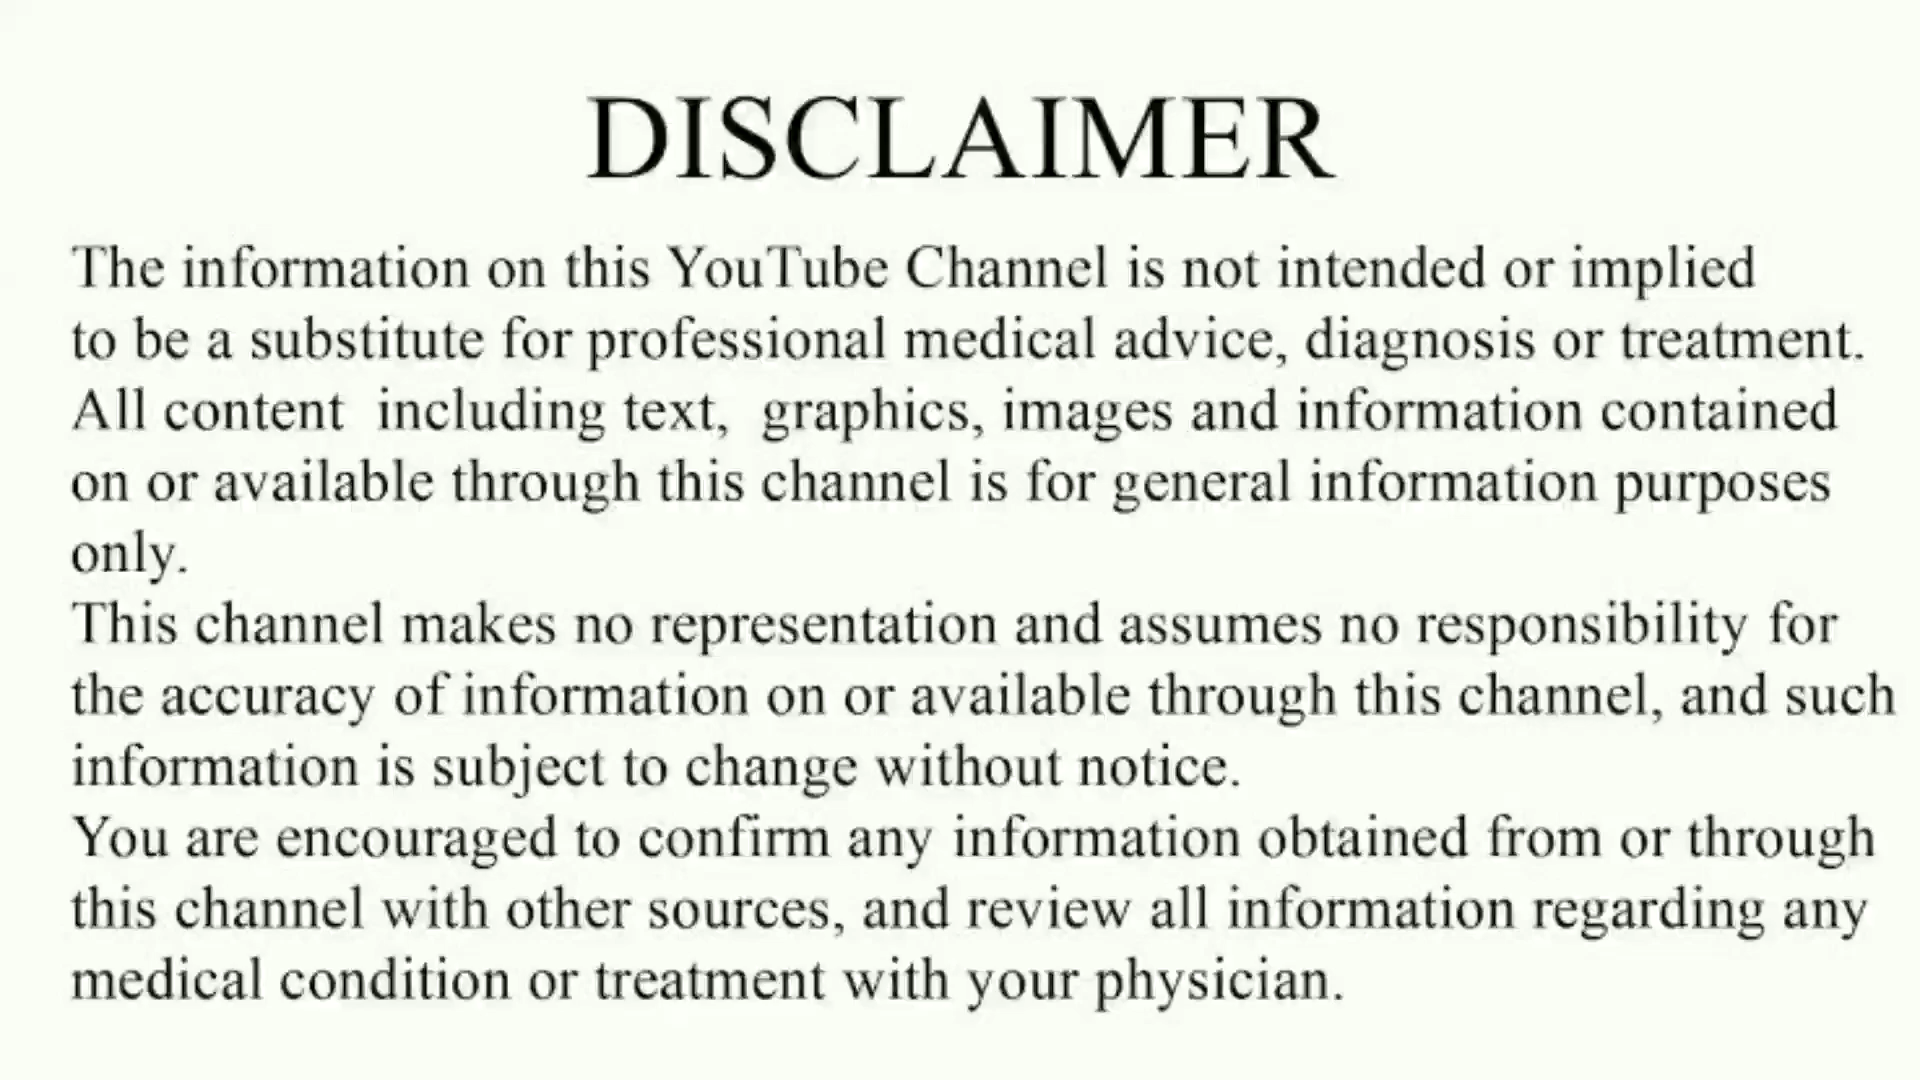 DISCLAIMER
The information on this YouTube Channel is not intended or implied
to be a substitute for professional medical advice, diagnosis or treatment.
All content  including text,  graphics, images and information contained
on or available through this channel is for general information purposes
only.
This channel makes no representation and assumes no responsibility for
the accuracy of information on or available through this channel, and such
information is subject to change without notice.
You are encouraged to confirm any information obtained from or through
this channel with other sources, and review all information regarding any
medical condition or treatment with your physician.